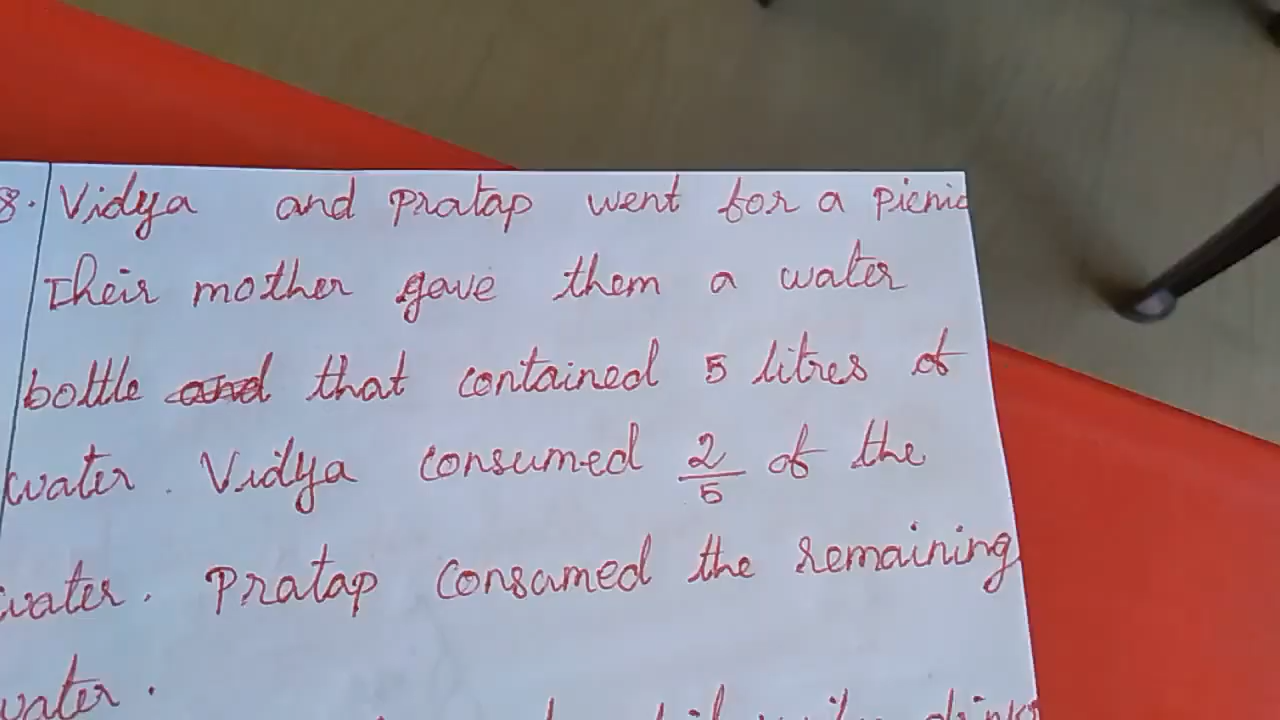 8. Vidya and Pratap went for a picnic
Their mother gave them a water
bottle that contained 5 litres of
water. Vidya consumed 2/5 of the
water. Pratap consumed the remaining
water.